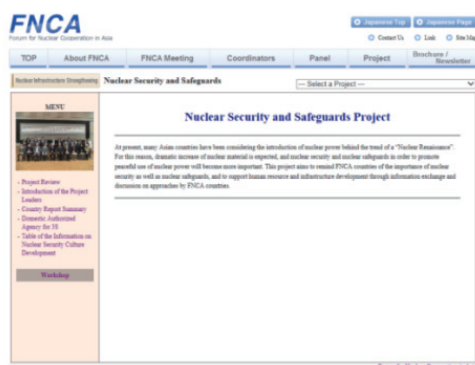 FNCA
Forum for Nuclear Cooperation in Asia
Japanese Top Japanese Page
Contact Us Link Site Map
TOP About FNCA FNCA Meeting Coordinators Panel Project Brochure / Newsletter
Nuclear Infrastructure Strengthening Nuclear Security and Safeguards --- Select a Project ---
MENU
- Project Review
- Introduction of the Project
Leaders
- Country Report Summary
- Domestic Authorized
Agency for 3S
- Table of the Information on
Nuclear Security Culture
Development
Workshop
Nuclear Security and Safeguards Project
At present, many Asian countries have been considering the introduction of nuclear power behind the trend of a "Nuclear Renaissance".
For this reason, dramatic increase of nuclear material is expected, and nuclear security and nuclear safeguards in order to promote
peaceful use of nuclear power will become more important. This project aims to remind FNCA countries of the importance of nuclear
security as well as nuclear safeguards, and to support human resource and infrastructure development through information exchange and
discussion on approaches by FNCA countries.